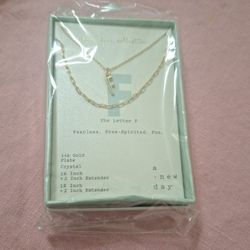 F
The Letter F
Fearless. Free-Spirited. Fun.
14k Gold
Plate
16 Inch
+2 Inch Extender
18 Inch
+2 Inch Extender
a
·new
day